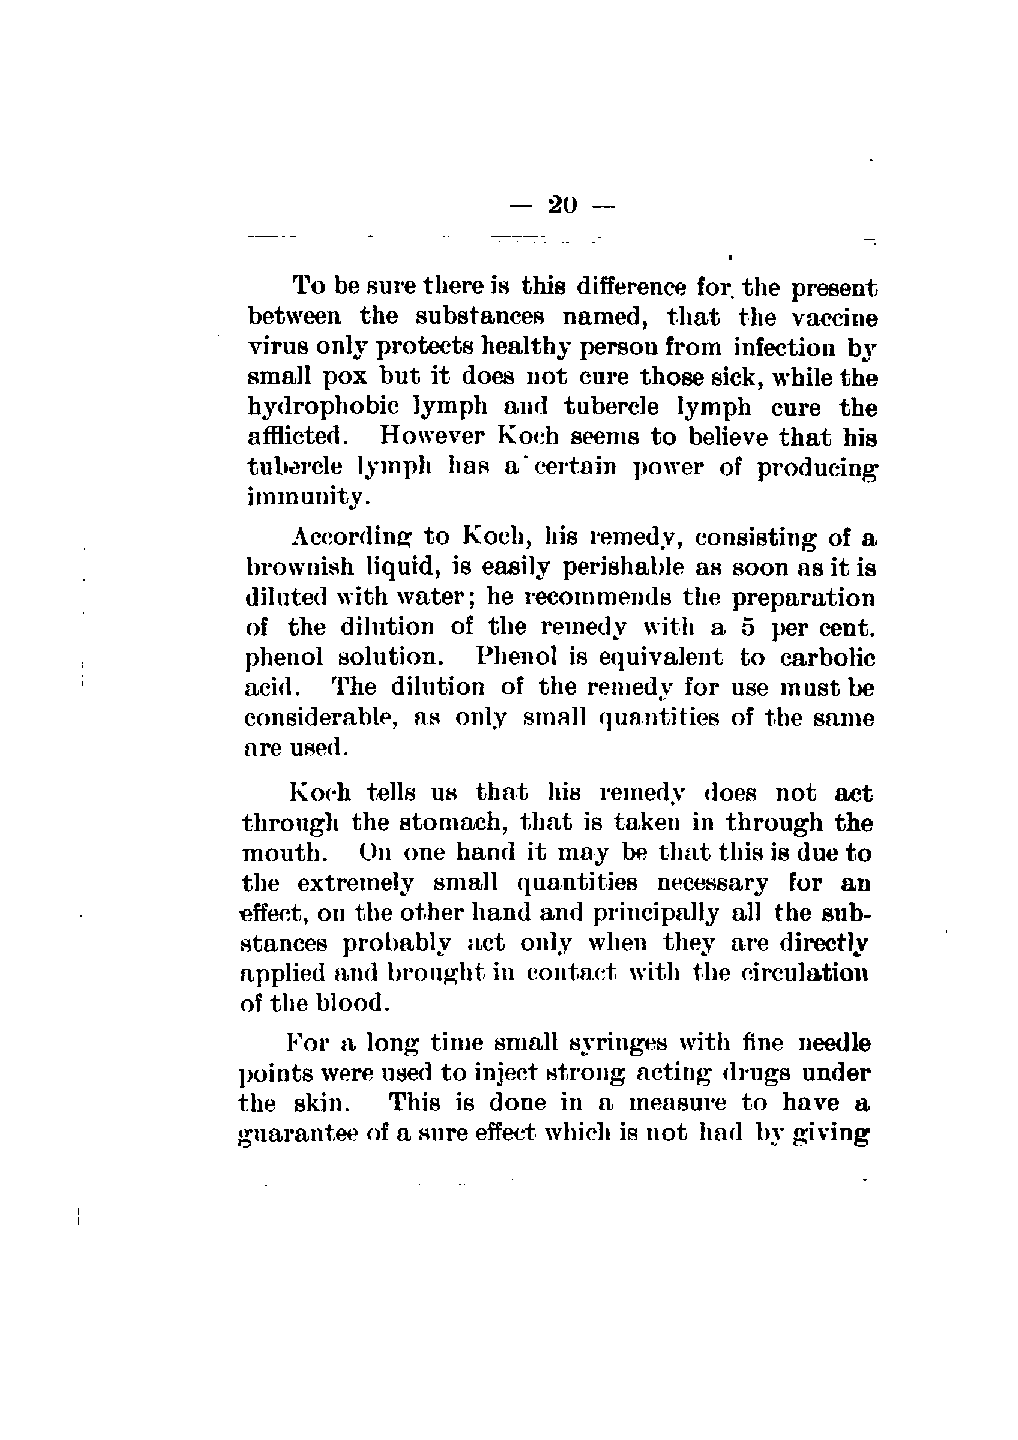 — 20 —
To be sure there is this difference for the present
between the substances named, that the vaccine
virus only protects healthy person from infection by
small pox but it does not cure those sick, while the
hydrophobic lymph and tubercle lymph cure the
afflicted. However Koch seems to believe that his
tubercle lymph has a certain power of producing
immunity.
According to Koch, his remedy, consisting of a
brownish liquid, is easily perishable as soon as it is
diluted with water; he recommends the preparation
of the dilution of the remedy with a 5 per cent.
phenol solution. Phenol is equivalent to carbolic
acid. The dilution of the remedy for use must be
considerable, as only small quantities of the same
are used.
Koch tells us that his remedy does not act
through the stomach, that is taken in through the
mouth. On one hand it may be that this is due to
the extremely small quantities necessary for an
effect, on the other hand and principally all the sub-
stances probably act only when they are directly
applied and brought in contact with the circulation
of the blood.
For a long time small syringes with fine needle
points were used to inject strong acting drugs under
the skin. This is done in a measure to have a
guarantee of a sure effect which is not had by giving